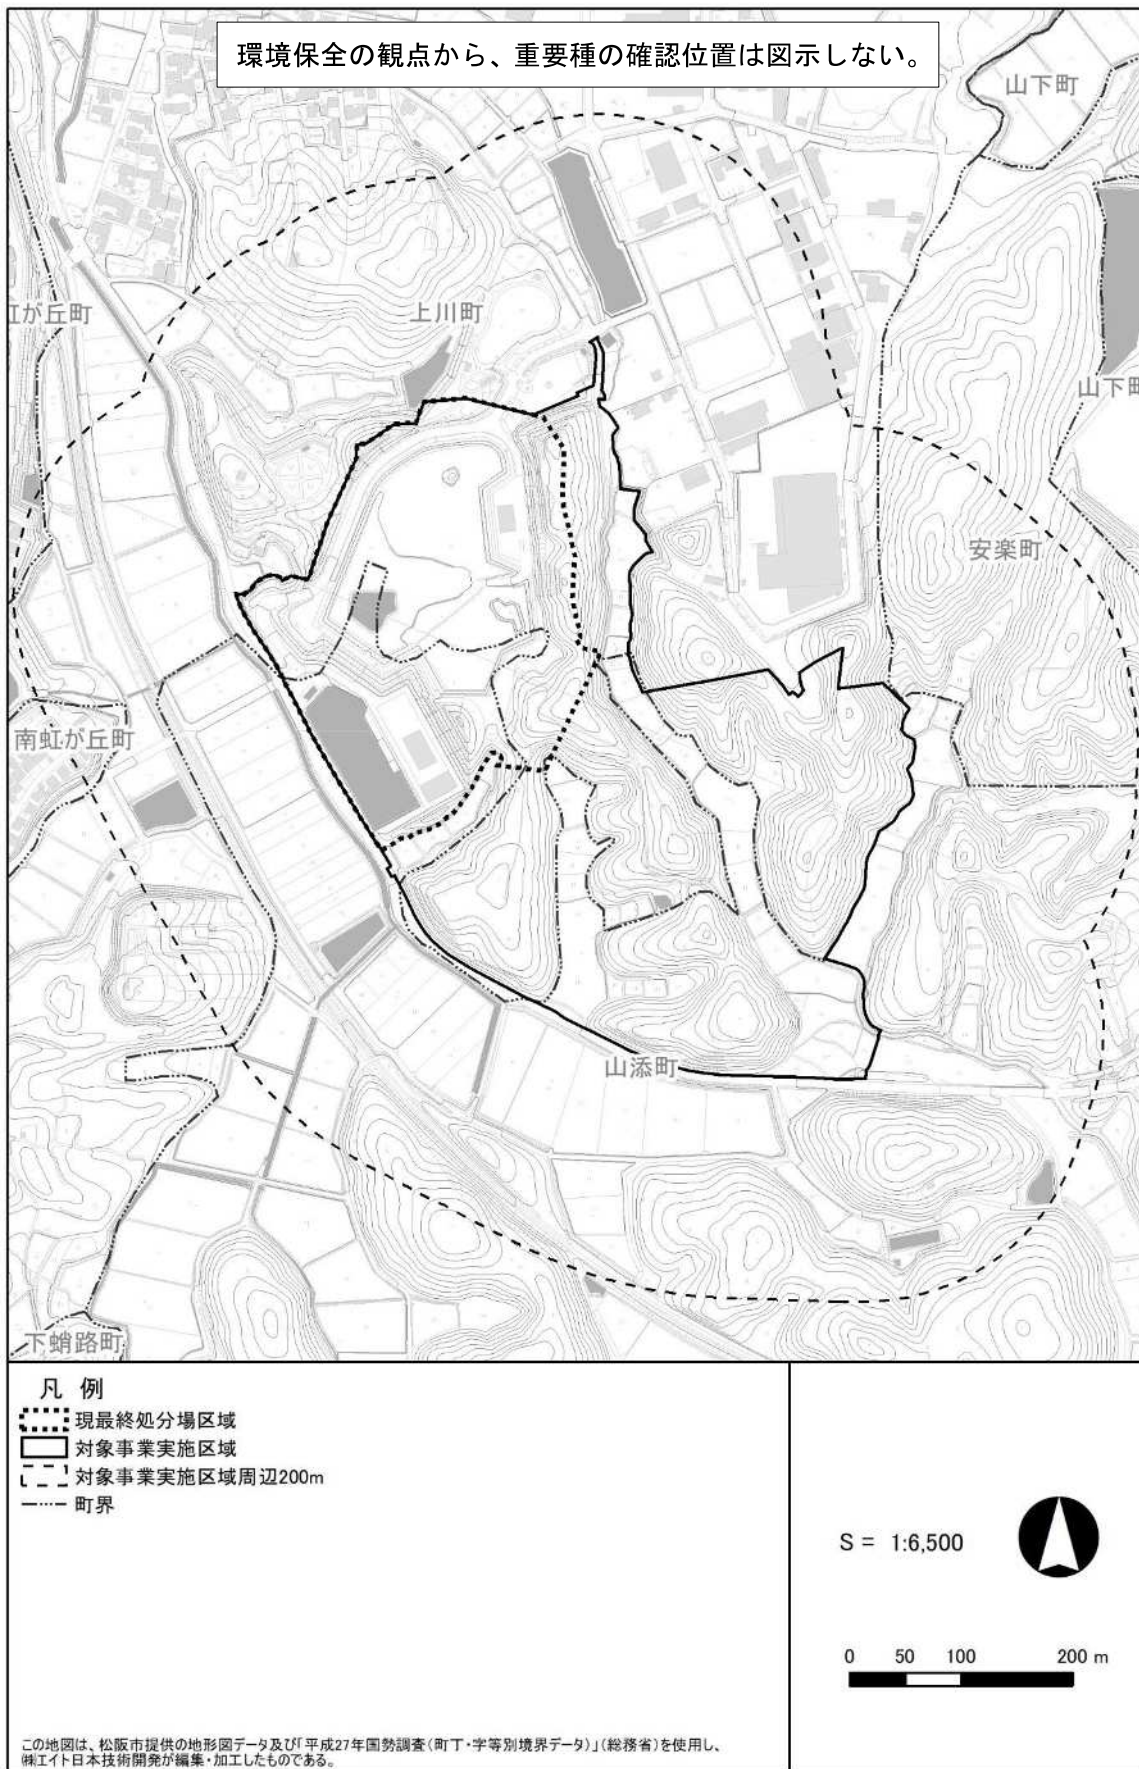 環境保全の観点から、重要種の確認位置は図示しない。
山下町
虹が丘町
上川町
山下町
安楽町
南虹が丘町
山添町
下蛸路町
凡 例
現最終処分場区域
対象事業実施区域
対象事業実施区域周辺200m
町界
S = 1:6,500
0 50 100 200 m
この地図は、松阪市提供の地形図データ及び「平成27年国勢調査(町丁・字等別境界データ)」(総務省)を使用し、
㈱エイト日本技術開発が編集・加工したものである。